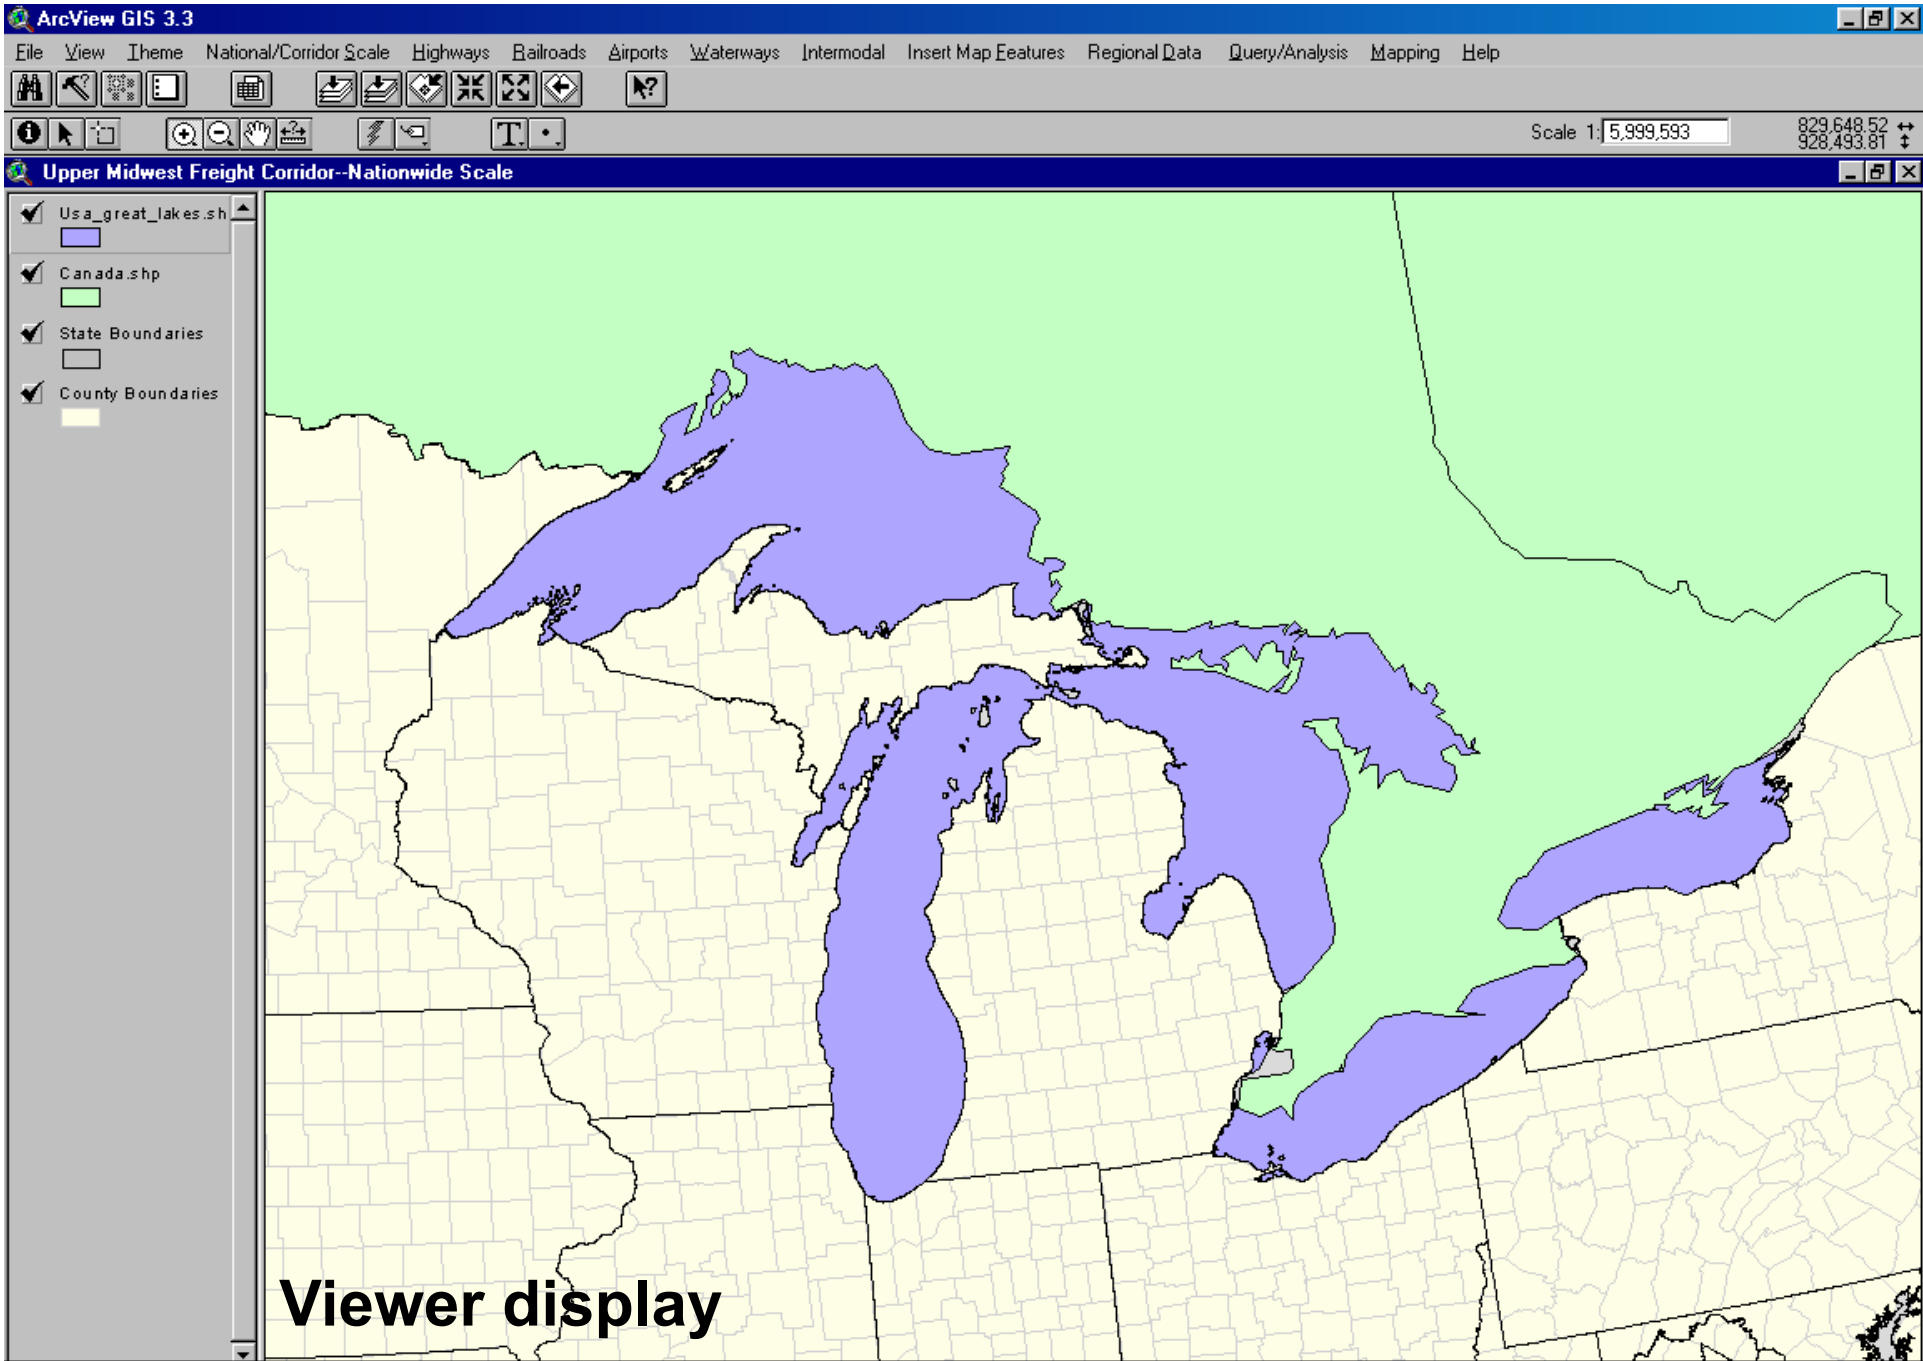 ArcView GIS 3.3
File View Theme National/Corridor Scale Highways Railroads Airports Waterways Intermodal Insert Map Features Regional Data Query/Analysis Mapping Help
Scale 1: 5,999,593
829,648.52
928,493.81
Upper Midwest Freight Corridor--Nationwide Scale
Usa_great_lakes.sh
Canada.shp
State Boundaries
County Boundaries
Viewer display